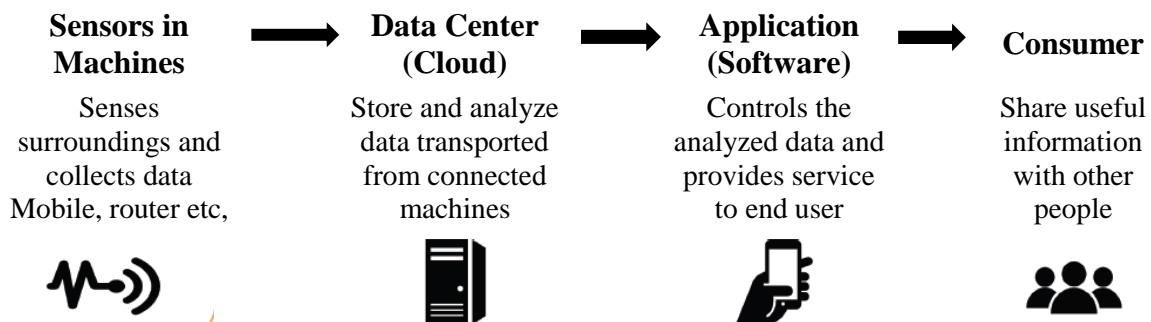 Sensors in
Machines
Senses
surroundings and
collects data
Mobile, router etc,
Data Center
(Cloud)
Store and analyze
data transported
from connected
machines
Application
(Software)
Controls the
analyzed data and
provides service
to end user
Consumer
Share useful
information
with other
people